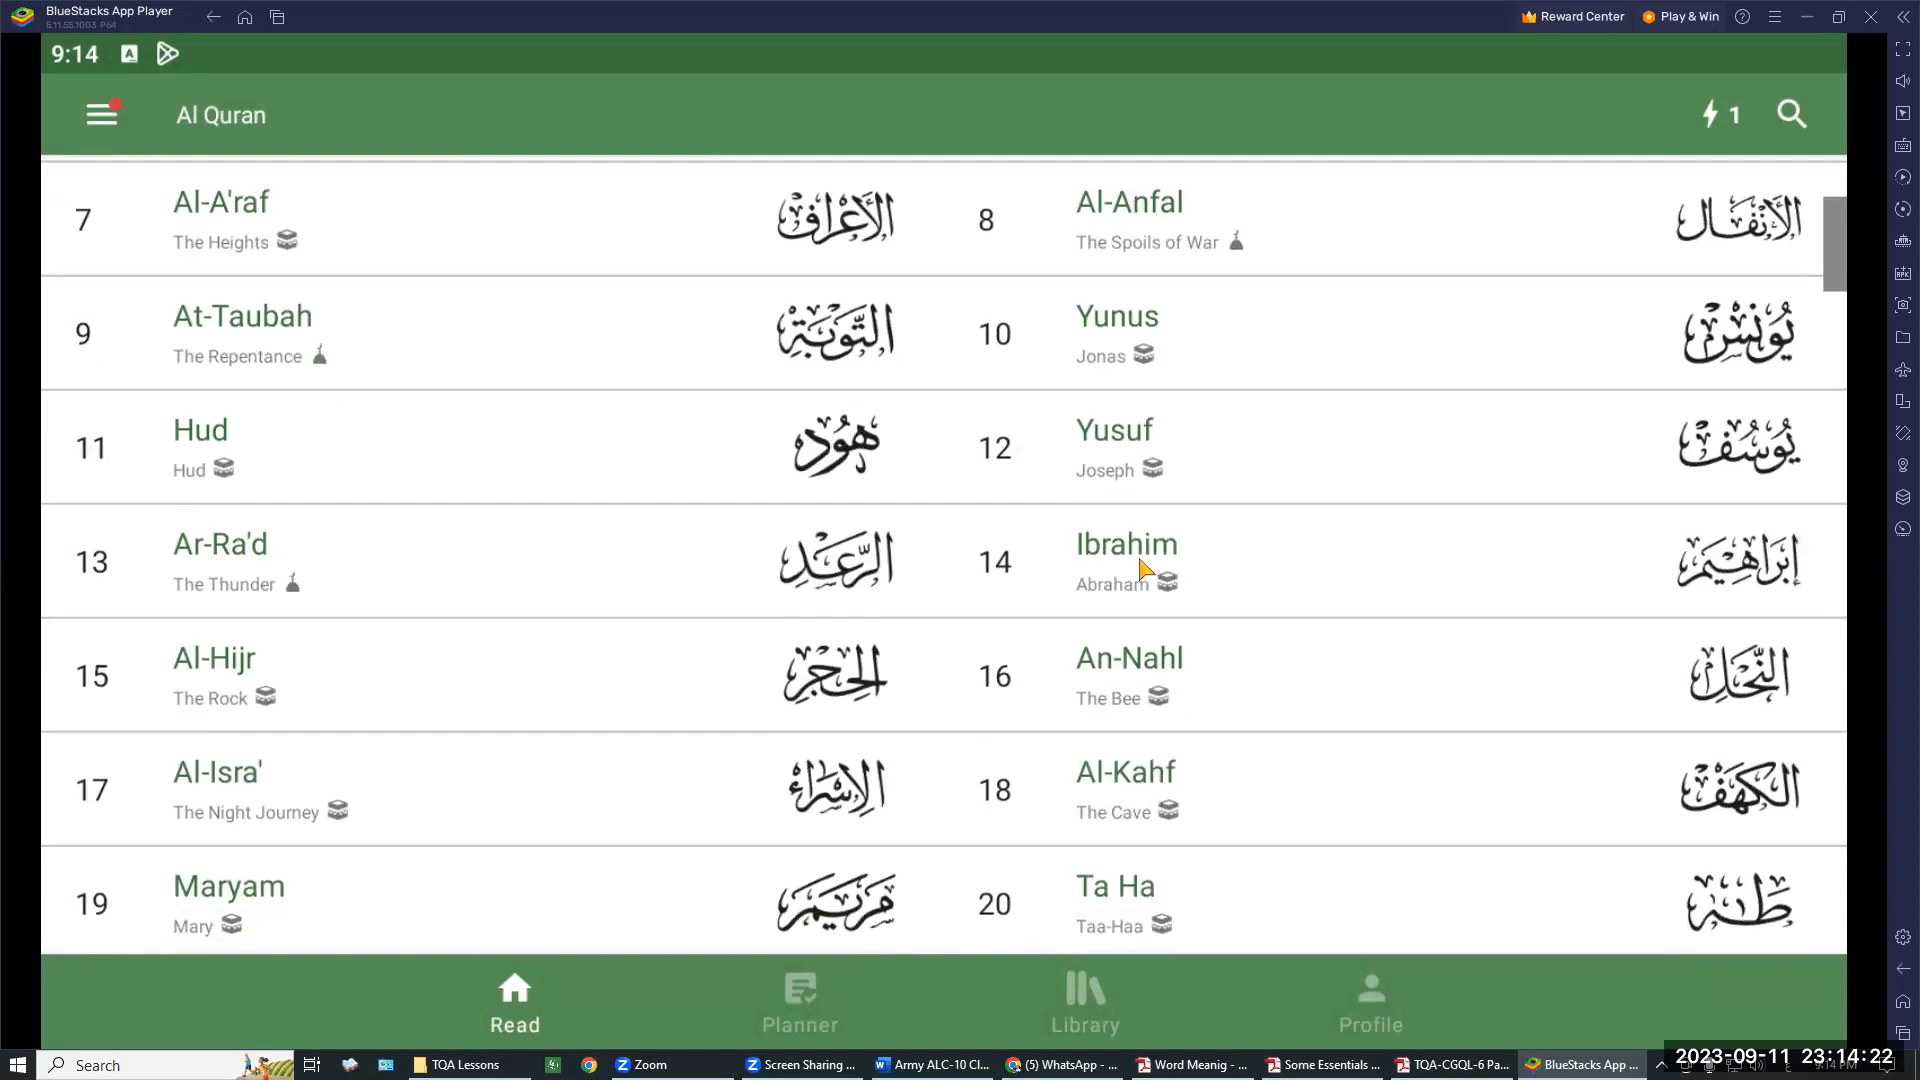 BlueStacks App Player
5.11.55.1003 P64
Reward Center
Play & Win
9:14
Al Quran
1
7
Al-A'raf
The Heights
الأعراف
8
Al-Anfal
The Spoils of War
الأنفال
9
At-Taubah
The Repentance
التوبة
10
Yunus
Jonas
يونس
11
Hud
Hud
هود
12
Yusuf
Joseph
يوسف
13
Ar-Ra'd
The Thunder
الرعد
14
Ibrahim
Abraham
ابراهيم
15
Al-Hijr
The Rock
الحجر
16
An-Nahl
The Bee
النحل
17
Al-Isra'
The Night Journey
الإسراء
18
Al-Kahf
The Cave
الكهف
19
Maryam
Mary
مريم
20
Ta Ha
Taa-Haa
طه
Read
Planner
Library
Profile
Search
TQA Lessons
Zoom
Screen Sharing ...
Army ALC-10 Cl...
(5) WhatsApp - ...
Word Meanig - ...
Some Essentials ...
TQA-CGQL-6 Pa...
BlueStacks App ...
2023-09-11 23:14:22